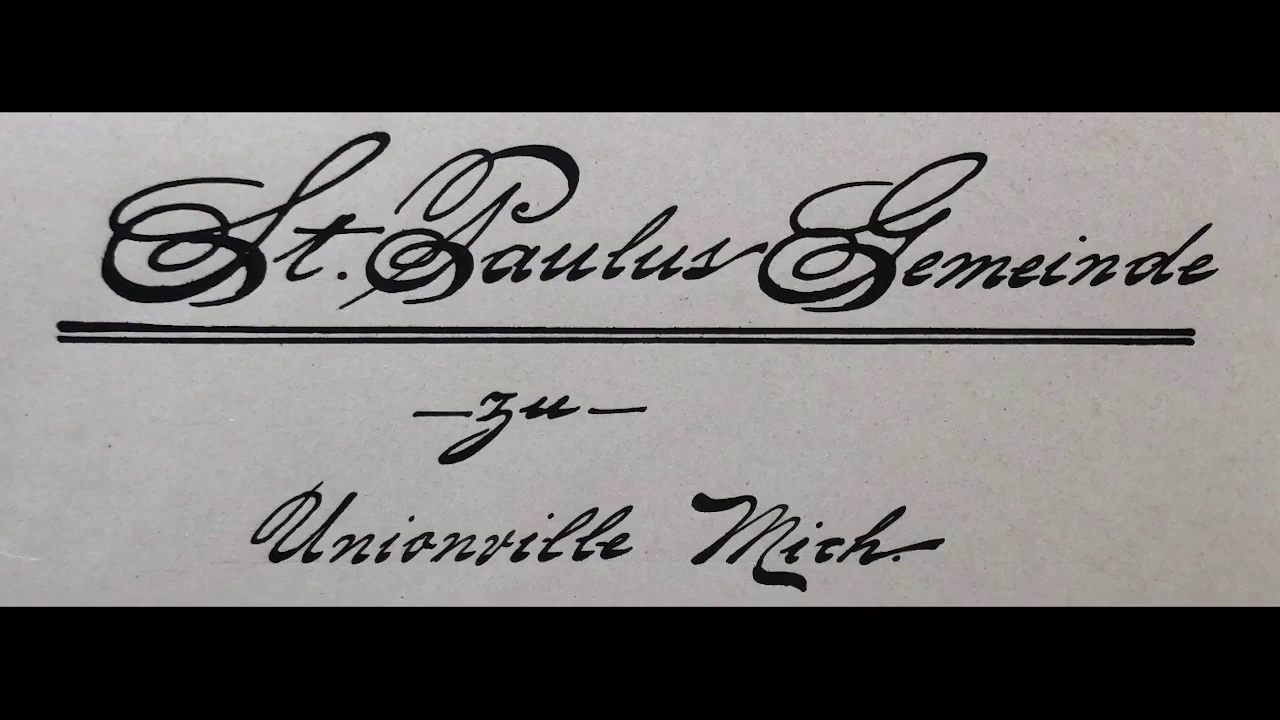 St. Paulus Gemeinde
— zu —
Unionville Mich.